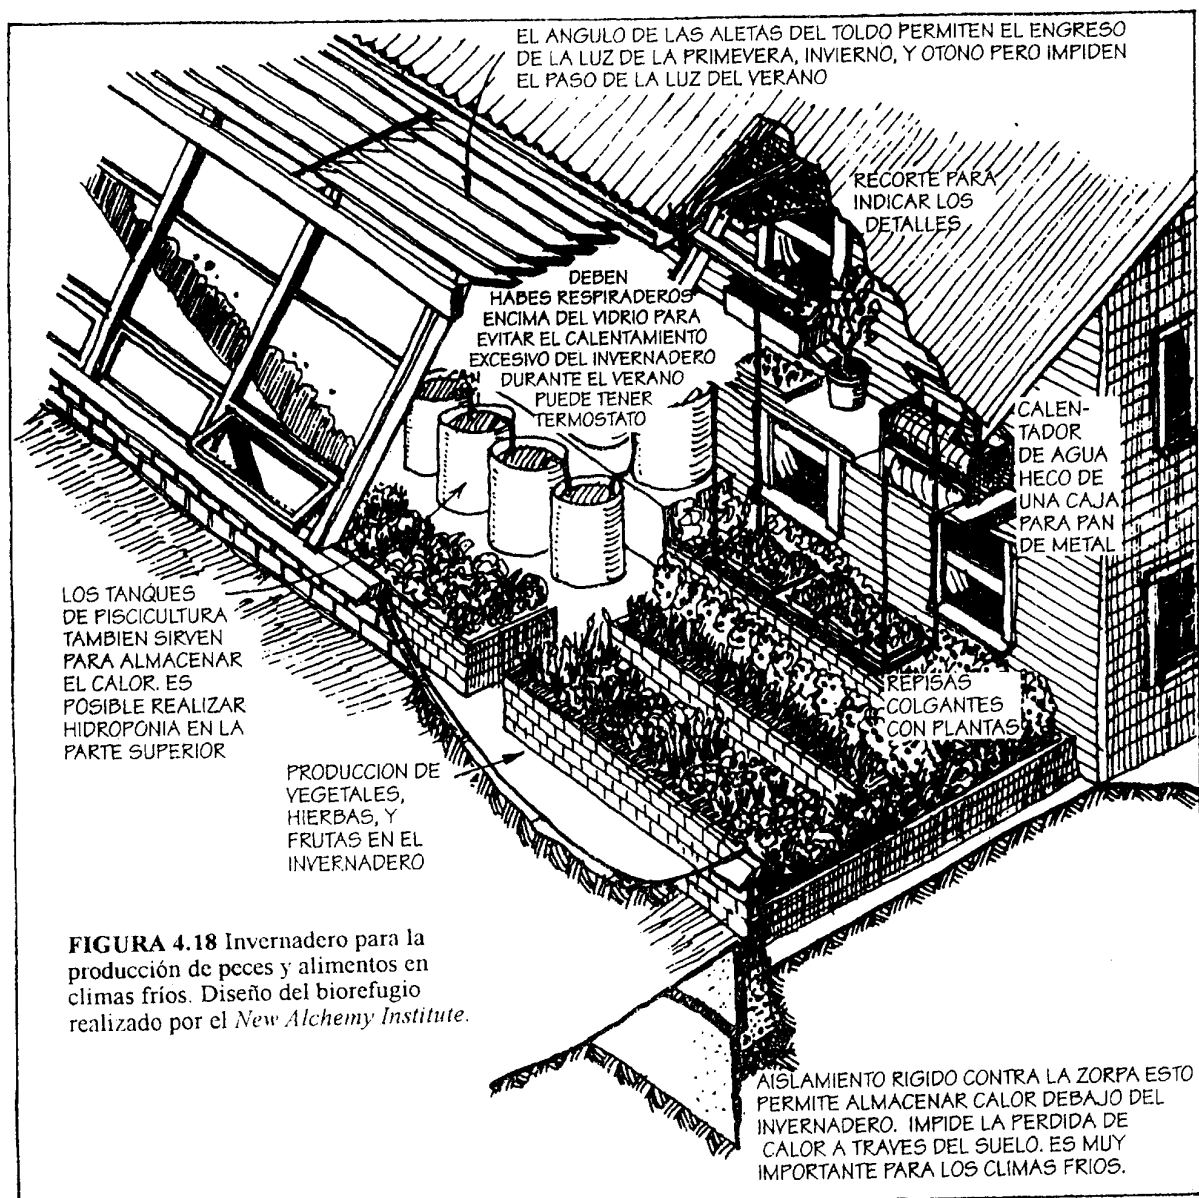 EL ANGULO DE LAS ALETAS DEL TOLDO PERMITEN EL ENGRESO
DE LA LUZ DE LA PRIMEVERA, INVIERNO, Y OTONO PERO IMPIDEN
EL PASO DE LA LUZ DEL VERANO
RECORTE PARA
INDICAR LOS
DETALLES
DEBEN
HABES RESPIRADEROS
ENCIMA DEL VIDRIO PARA
EVITAR EL CALENTAMIENTO
EXCESIVO DEL INVERNADERO
DURANTE EL VERANO
PUEDE TENER
TERMOSTATO
CALEN-
TADOR
DE AGUA
HECO DE
UNA CAJA
PARA PAN
DE METAL
LOS TANQUES
DE PISCICULTURA
TAMBIEN SIRVEN
PARA ALMACENAR
EL CALOR. ES
POSIBLE REALIZAR
HIDROPONIA EN LA
PARTE SUPERIOR
REPISAS
COLGANTES
CON PLANTAS
PRODUCCION DE
VEGETALES,
HIERBAS, Y
FRUTAS EN EL
INVERNADERO
FIGURA 4.18 Invernadero para la
producción de peces y alimentos en
climas fríos. Diseño del biorefugio
realizado por el New Alchemy Institute.
AISLAMIENTO RIGIDO CONTRA LA ZORPA ESTO
PERMITE ALMACENAR CALOR DEBAJO DEL
INVERNADERO. IMPIDE LA PERDIDA DE
CALOR A TRAVES DEL SUELO. ES MUY
IMPORTANTE PARA LOS CLIMAS FRIOS.